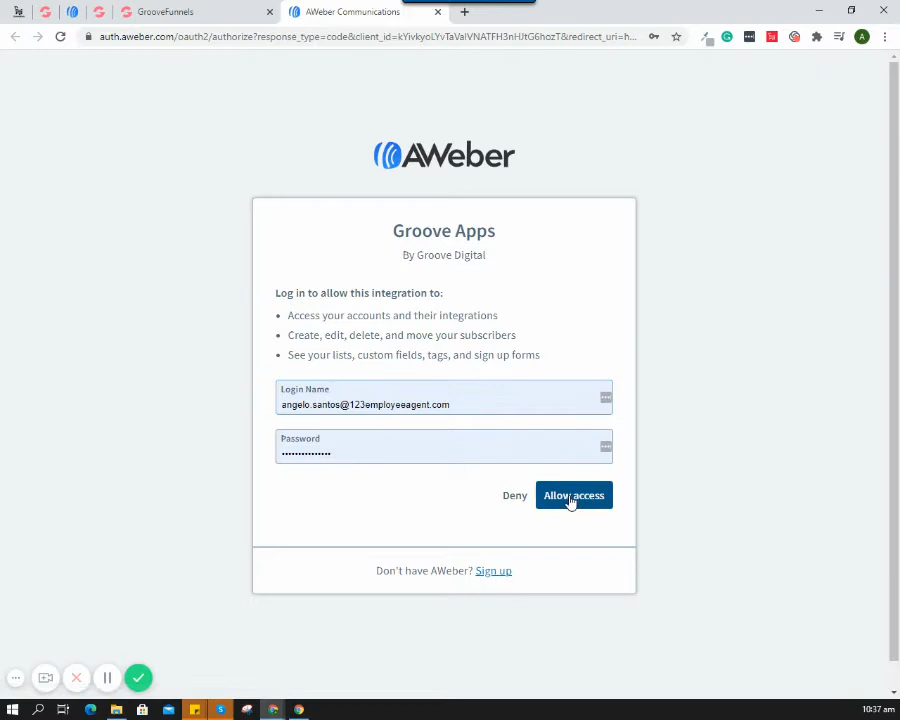 GrooveFunnels
AWeber Communications
auth.aweber.com/oauth2/authorize?response_type=code&client_id=kYivkyoLYvTaValVNATFH3nHJtG6hozT&redirect_uri=h...
A
AWeber
Groove Apps
By Groove Digital
Log in to allow this integration to:
• Access your accounts and their integrations
• Create, edit, delete, and move your subscribers
• See your lists, custom fields, tags, and sign up forms
Login Name
angelo.santos@123employeeagent.com
Password
Deny
Allow access
Don't have AWeber? Sign up
10:37 am